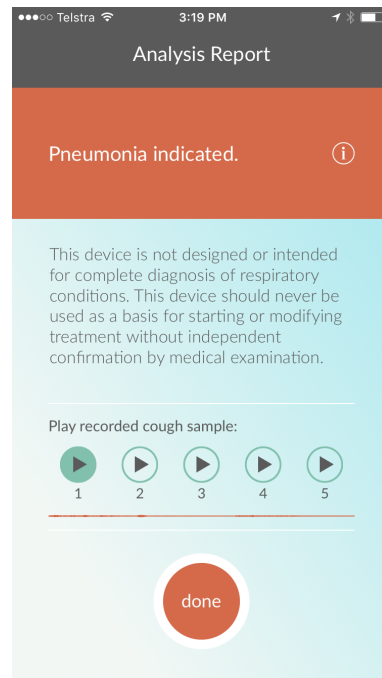 Telstra 3:19 PM
Analysis Report
Pneumonia indicated.
i
This device is not designed or intended
for complete diagnosis of respiratory
conditions. This device should never be
used as a basis for starting or modifying
treatment without independent
confirmation by medical examination.
Play recorded cough sample:
1 2 3 4 5
done